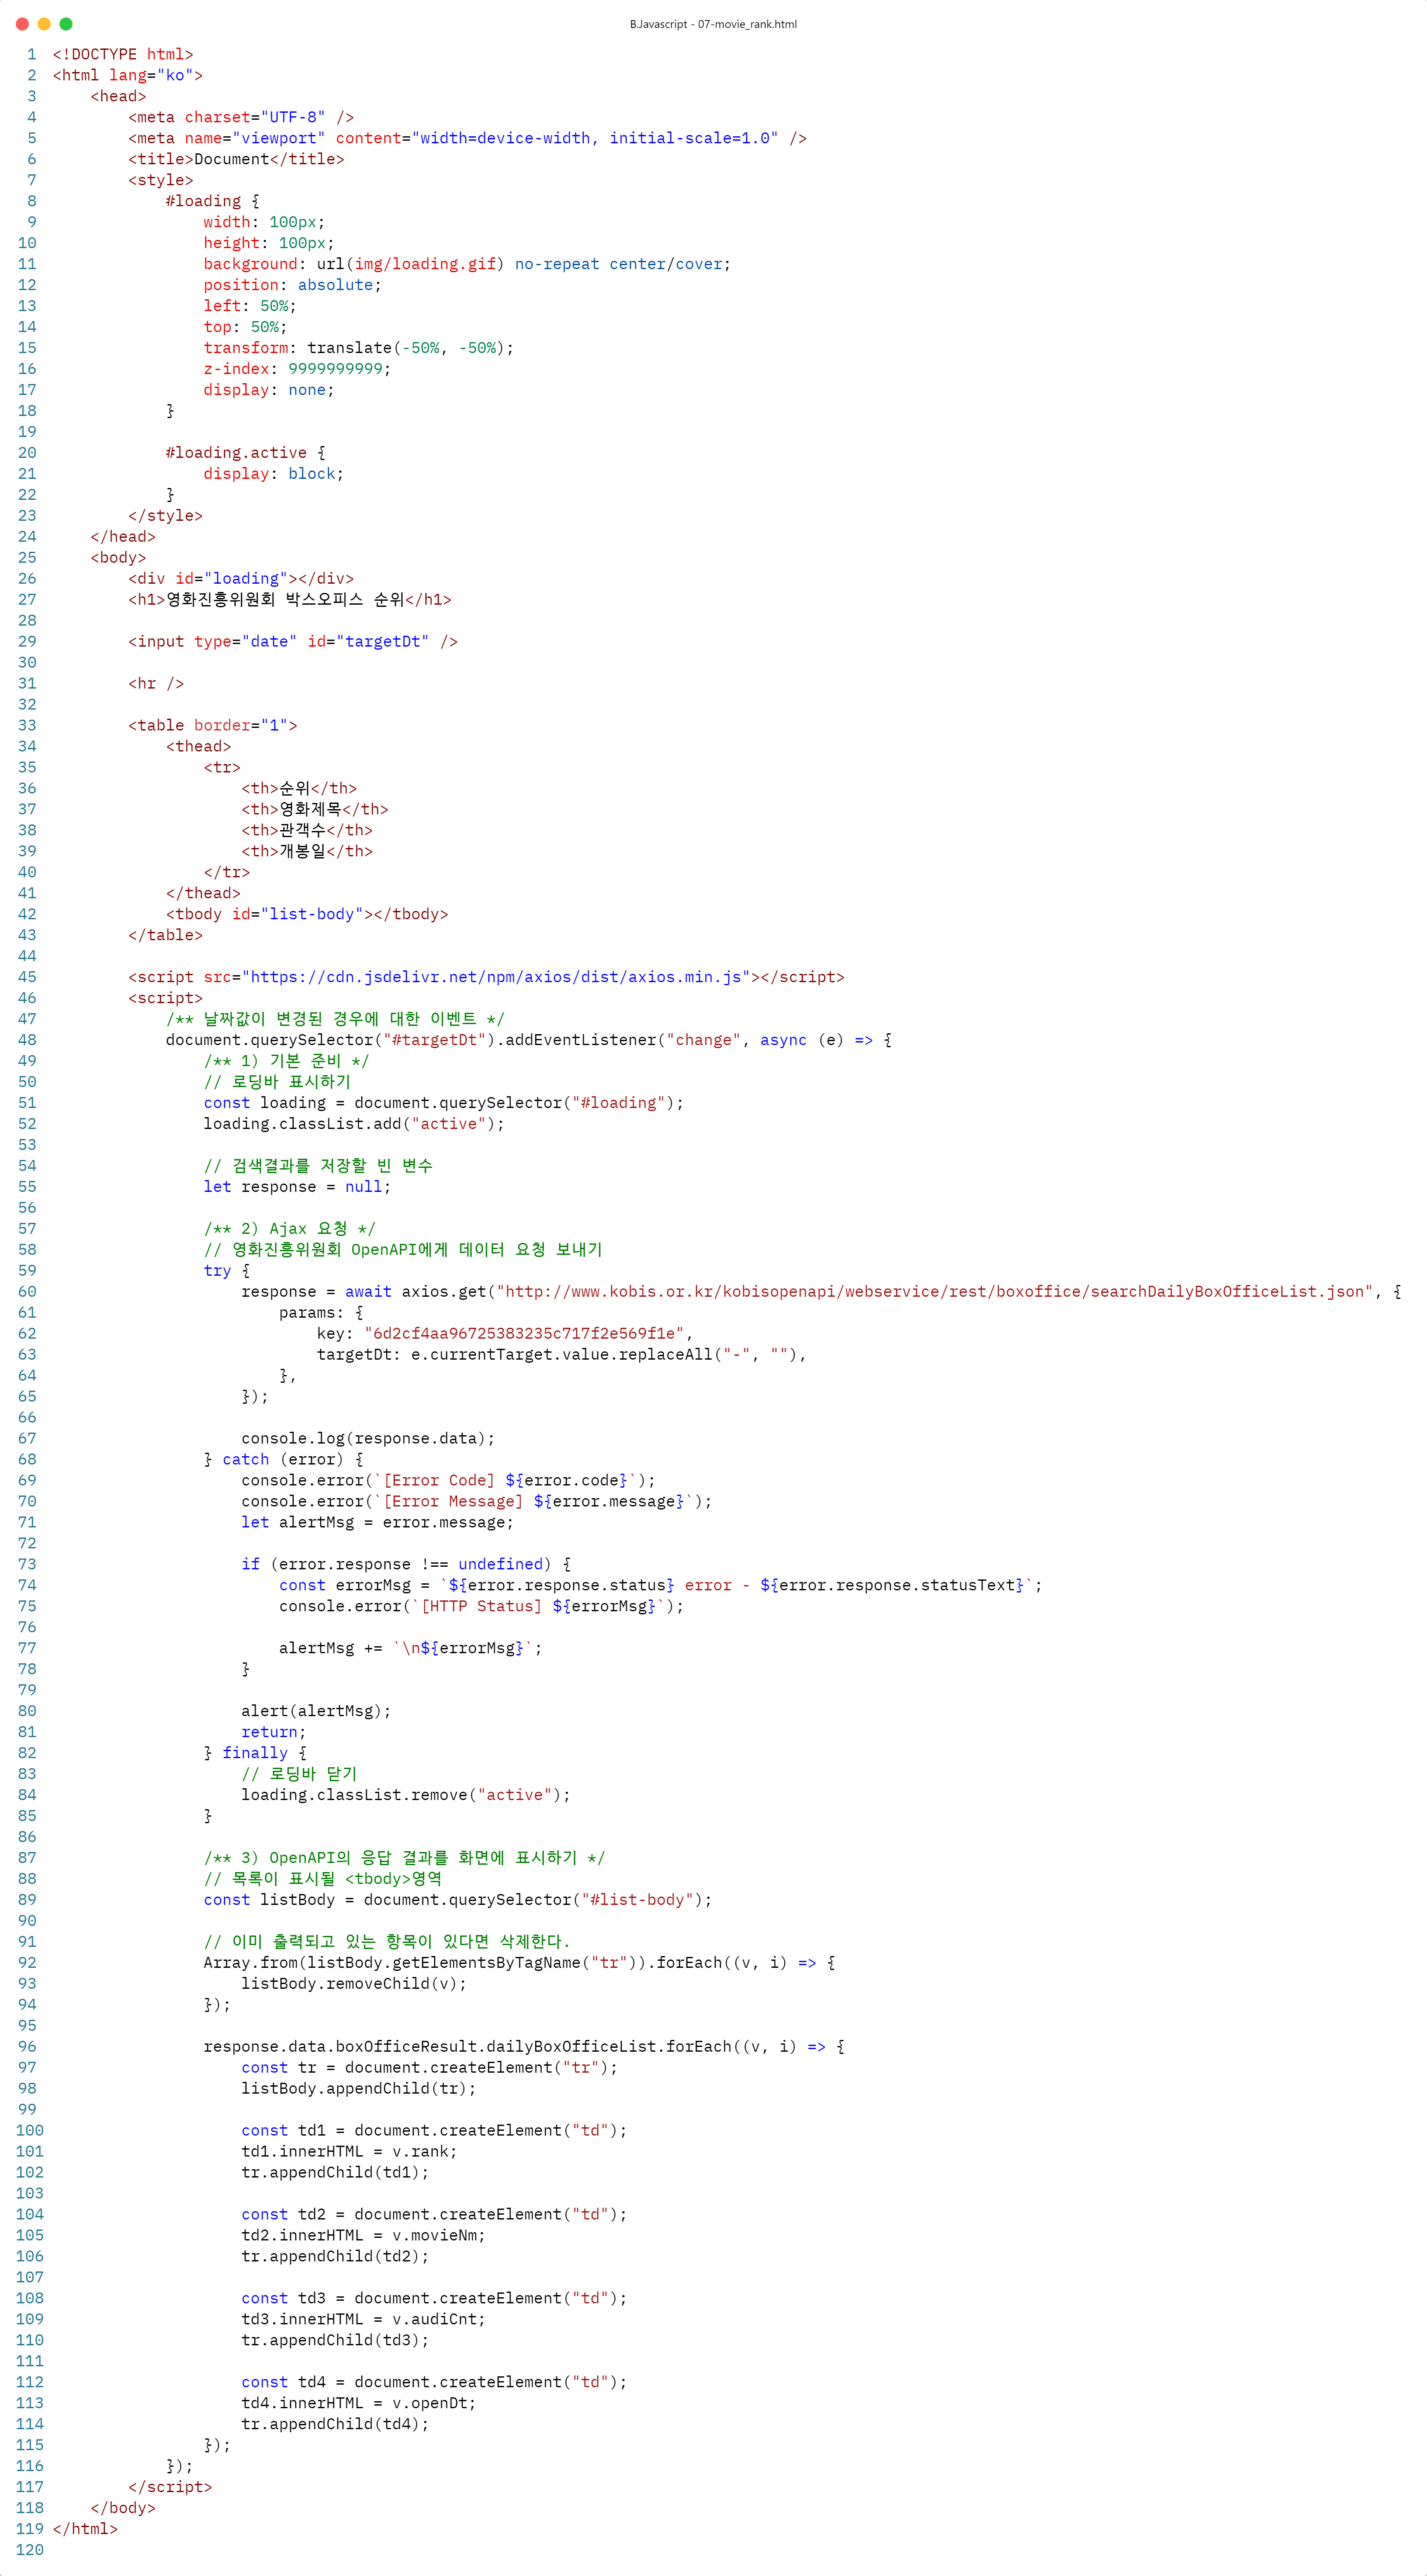 B.Javascript - 07-movie_rank.html
1 <!DOCTYPE html>
2 <html lang="ko">
3     <head>
4         <meta charset="UTF-8" />
5         <meta name="viewport" content="width=device-width, initial-scale=1.0" />
6         <title>Document</title>
7         <style>
8             #loading {
9                 width: 100px;
10                 height: 100px;
11                 background: url(img/loading.gif) no-repeat center/cover;
12                 position: absolute;
13                 left: 50%;
14                 top: 50%;
15                 transform: translate(-50%, -50%);
16                 z-index: 9999999999;
17                 display: none;
18             }
19
20             #loading.active {
21                 display: block;
22             }
23         </style>
24     </head>
25     <body>
26         <div id="loading"></div>
27         <h1>영화진흥위원회 박스오피스 순위</h1>
28
29         <input type="date" id="targetDt" />
30
31         <hr />
32
33         <table border="1">
34             <thead>
35                 <tr>
36                     <th>순위</th>
37                     <th>영화제목</th>
38                     <th>관객수</th>
39                     <th>개봉일</th>
40                 </tr>
41             </thead>
42             <tbody id="list-body"></tbody>
43         </table>
44
45         <script src="https://cdn.jsdelivr.net/npm/axios/dist/axios.min.js"></script>
46         <script>
47             /** 날짜값이 변경된 경우에 대한 이벤트 */
48             document.querySelector("#targetDt").addEventListener("change", async (e) => {
49                 /** 1) 기본 준비 */
50                 // 로딩바 표시하기
51                 const loading = document.querySelector("#loading");
52                 loading.classList.add("active");
53
54                 // 검색결과를 저장할 빈 변수
55                 let response = null;
56
57                 /** 2) Ajax 요청 */
58                 // 영화진흥위원회 OpenAPI에게 데이터 요청 보내기
59                 try {
60                     response = await axios.get("http://www.kobis.or.kr/kobisopenapi/webservice/rest/boxoffice/searchDailyBoxOfficeList.json", {
61                         params: {
62                             key: "6d2cf4aa96725383235c717f2e569f1e",
63                             targetDt: e.currentTarget.value.replaceAll("-", ""),
64                         },
65                     });
66
67                     console.log(response.data);
68                 } catch (error) {
69                     console.error(`[Error Code] ${error.code}`);
70                     console.error(`[Error Message] ${error.message}`);
71                     let alertMsg = error.message;
72
73                     if (error.response !== undefined) {
74                         const errorMsg = `${error.response.status} error - ${error.response.statusText}`;
75                         console.error(`[HTTP Status] ${errorMsg}`);
76
77                         alertMsg += `\n${errorMsg}`;
78                     }
79
80                     alert(alertMsg);
81                     return;
82                 } finally {
83                     // 로딩바 닫기
84                     loading.classList.remove("active");
85                 }
86
87                 /** 3) OpenAPI의 응답 결과를 화면에 표시하기 */
88                 // 목록이 표시될 <tbody>영역
89                 const listBody = document.querySelector("#list-body");
90
91                 // 이미 출력되고 있는 항목이 있다면 삭제한다.
92                 Array.from(listBody.getElementsByTagName("tr")).forEach((v, i) => {
93                     listBody.removeChild(v);
94                 });
95
96                 response.data.boxOfficeResult.dailyBoxOfficeList.forEach((v, i) => {
97                     const tr = document.createElement("tr");
98                     listBody.appendChild(tr);
99
100                     const td1 = document.createElement("td");
101                     td1.innerHTML = v.rank;
102                     tr.appendChild(td1);
103
104                     const td2 = document.createElement("td");
105                     td2.innerHTML = v.movieNm;
106                     tr.appendChild(td2);
107
108                     const td3 = document.createElement("td");
109                     td3.innerHTML = v.audiCnt;
110                     tr.appendChild(td3);
111
112                     const td4 = document.createElement("td");
113                     td4.innerHTML = v.openDt;
114                     tr.appendChild(td4);
115                 });
116             });
117         </script>
118     </body>
119 </html>
120